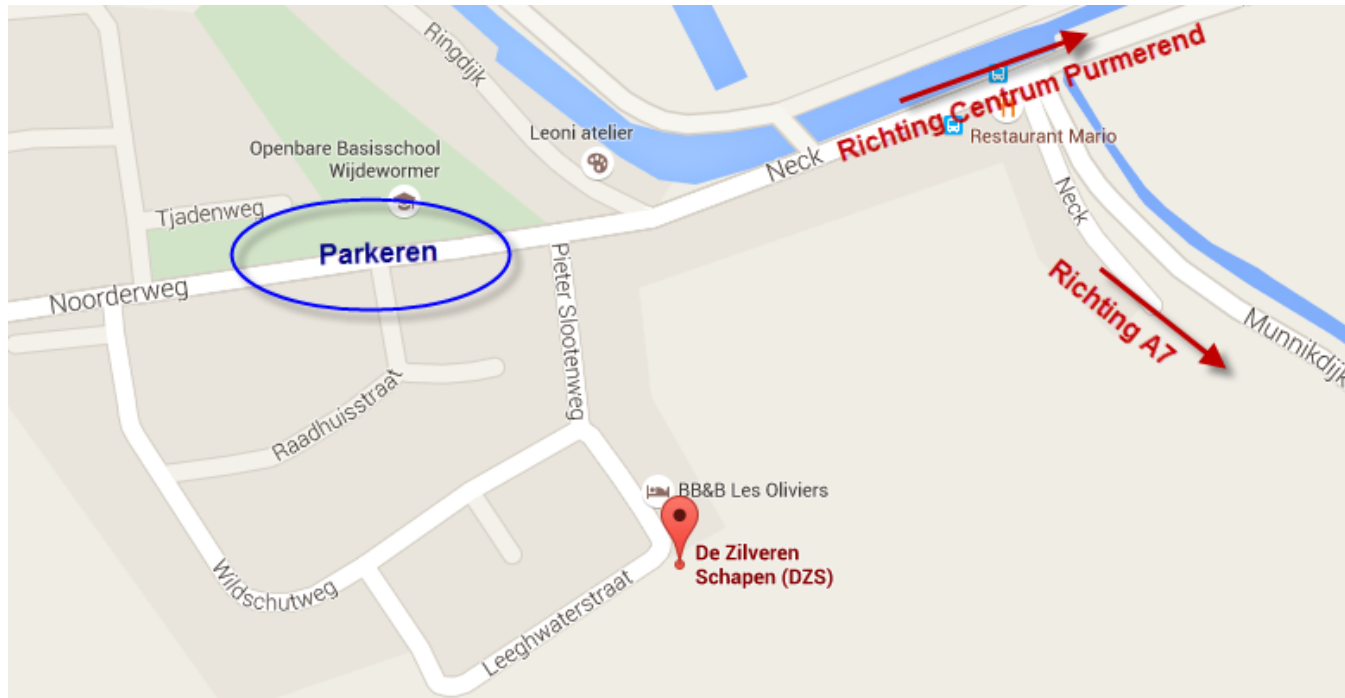 Ringdijk
Leoni atelier
Openbare Basisschool
Wijdewormer
Neck
Richting Centrum Purmerend
Restaurant Mario
Neck
Tjadenweg
Parkeren
Noorderweg
Pieter Slootenweg
Richting A7
Munnikdijk
Raadhuisstraat
BB&B Les Oliviers
De Zilveren
Schapen (DZS)
Wildschutweg
Leeghwaterstraat